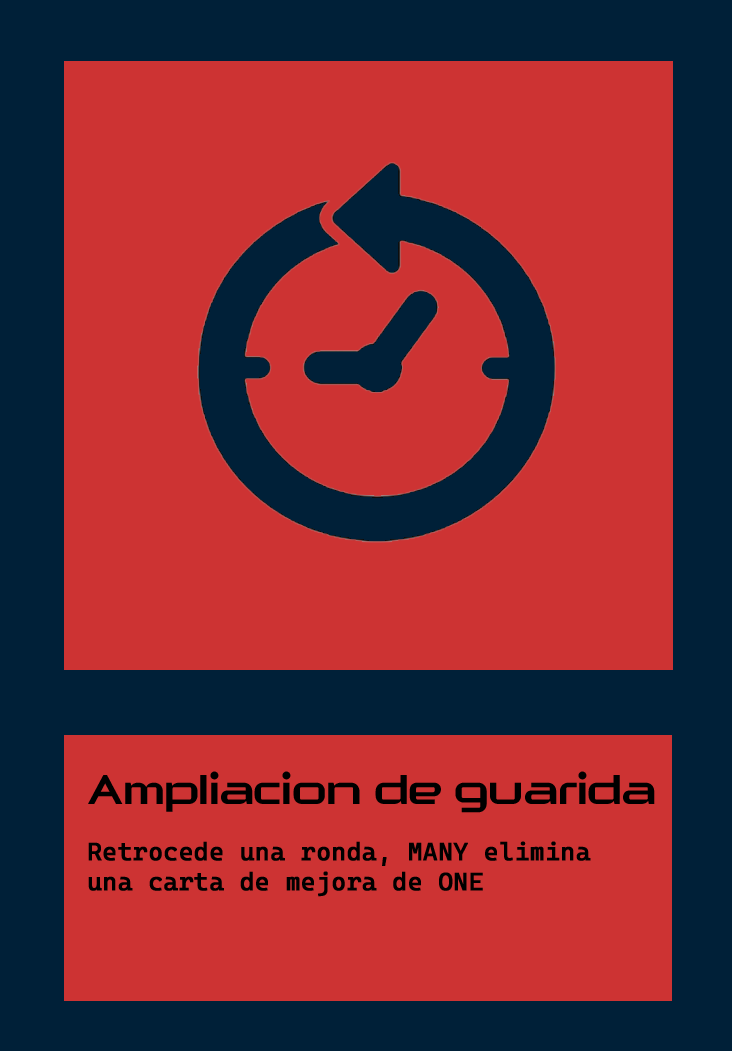 Ampliacion de guarida
Retrocede una ronda, MANY elimina
una carta de mejora de ONE